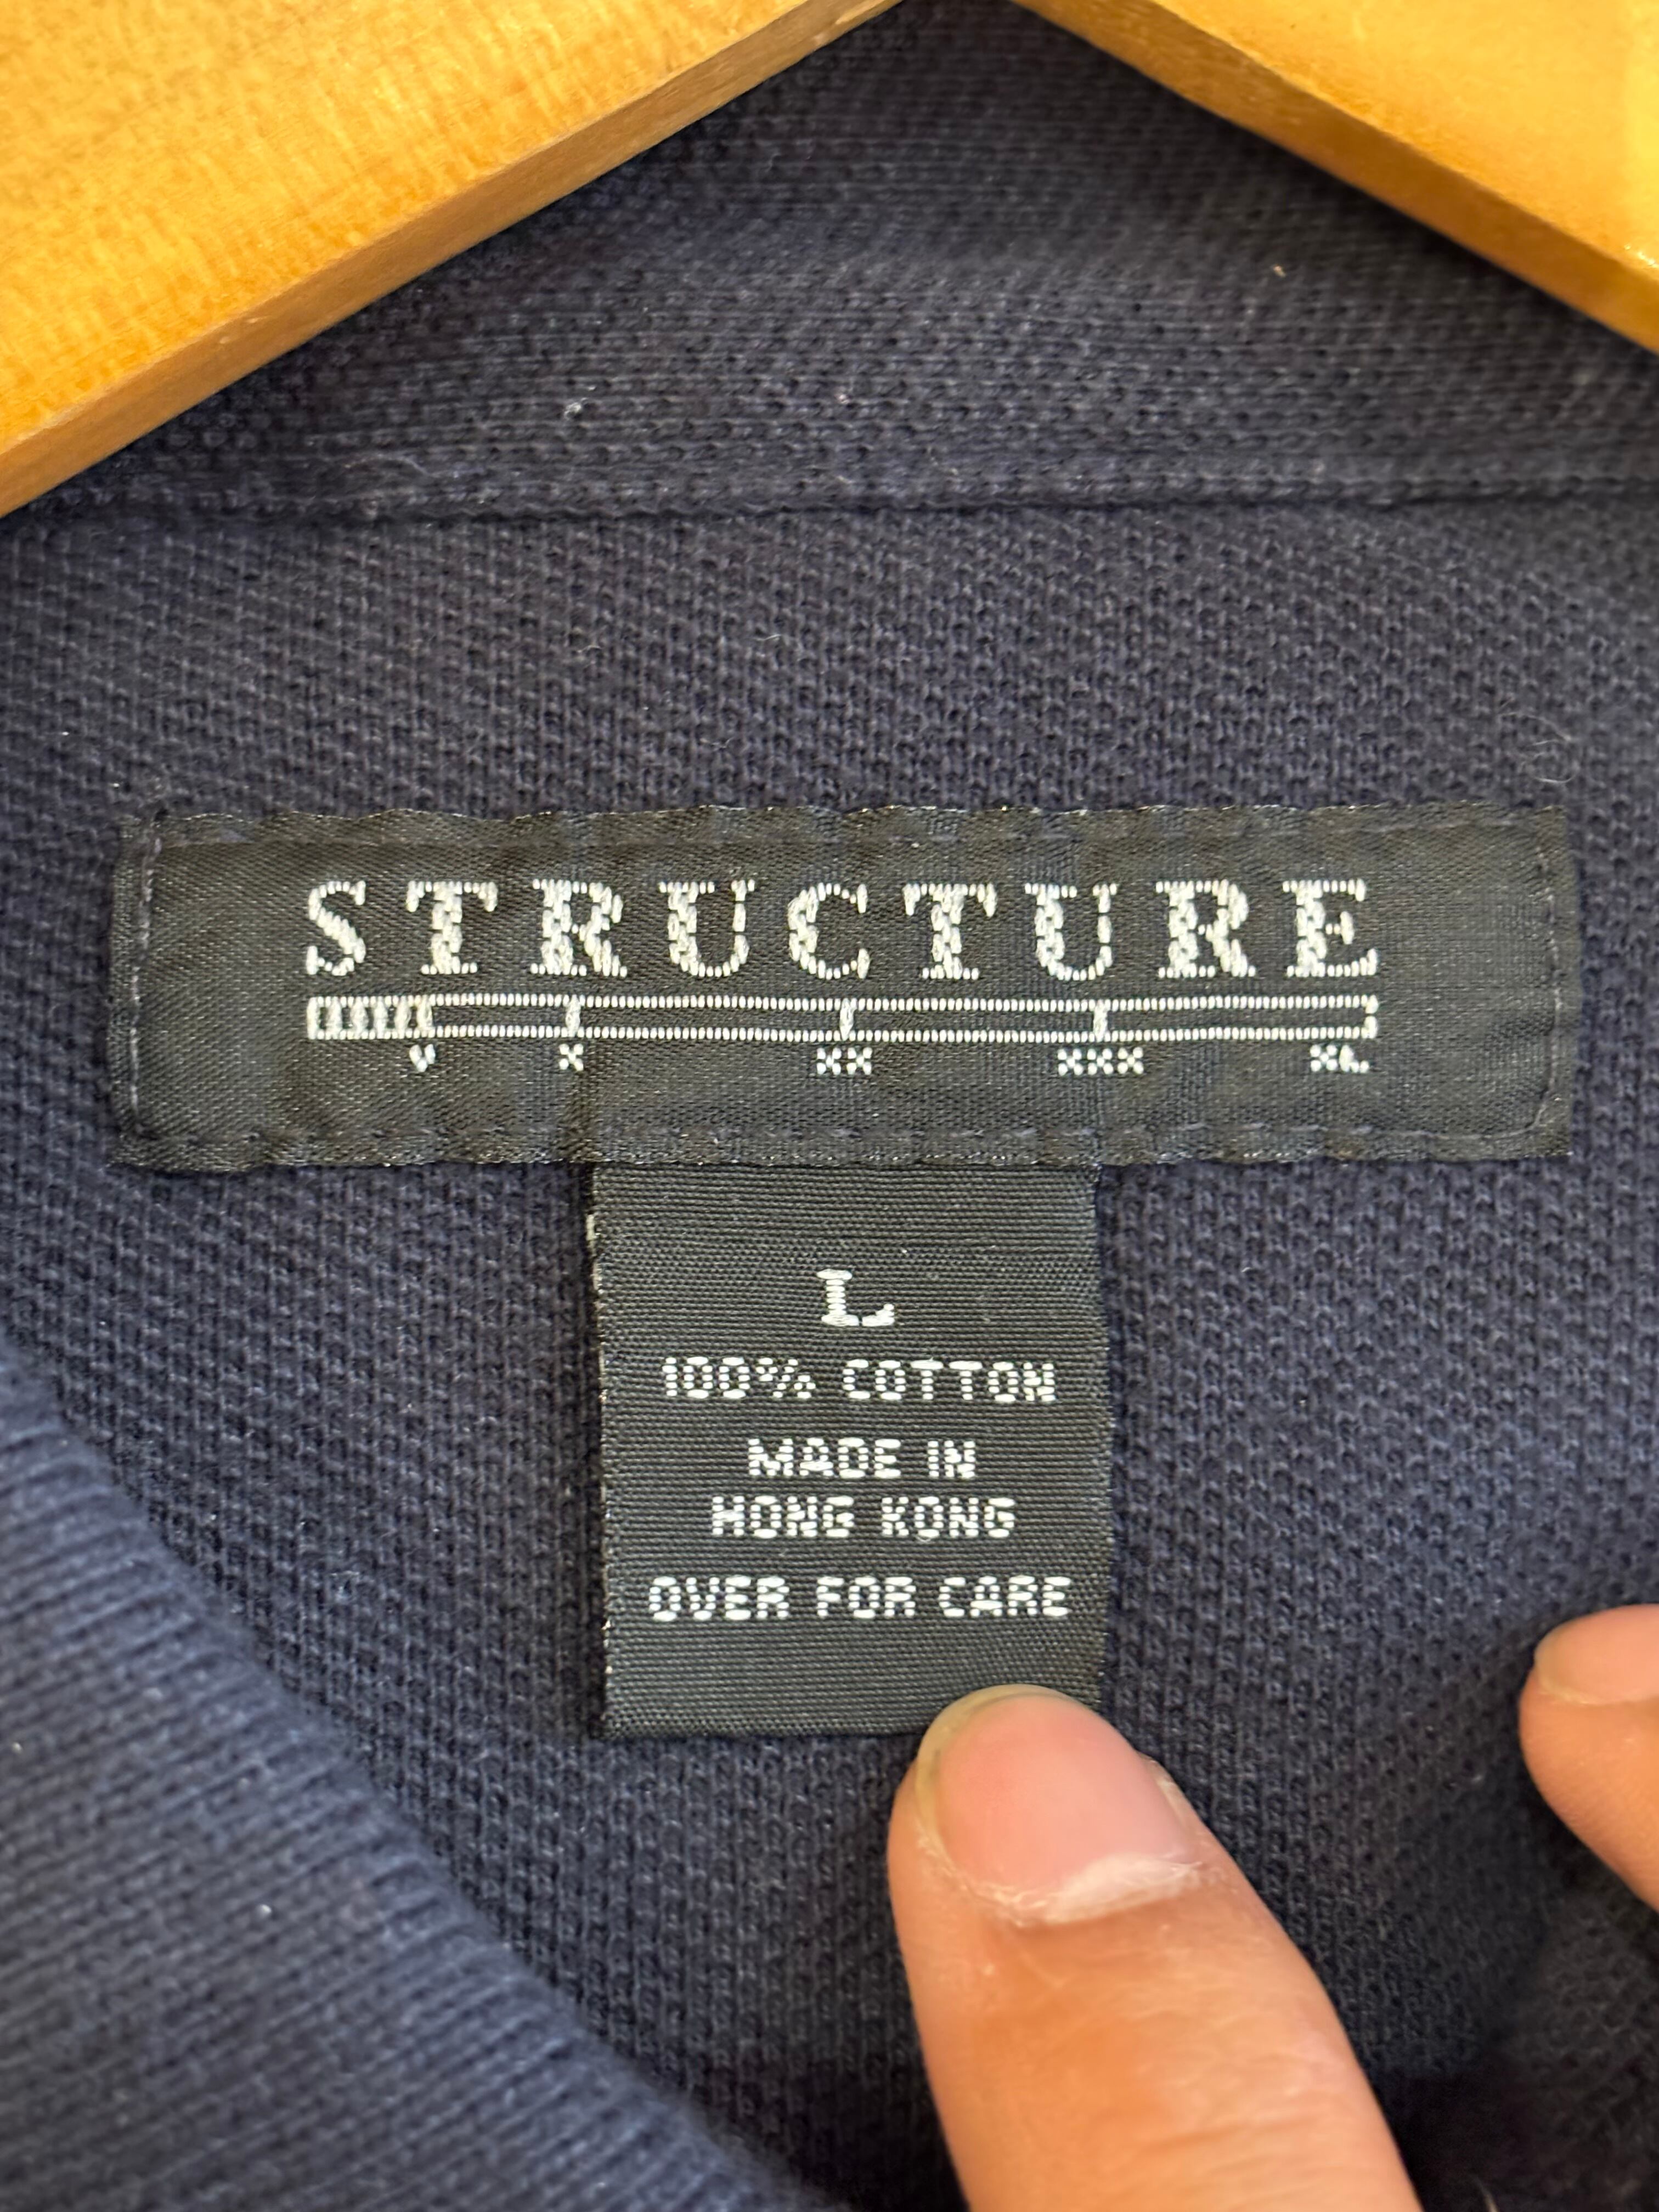 STRUCTURE
V X XX XXX XL
L
100% COTTON
MADE IN
HONG KONG
OVER FOR CARE